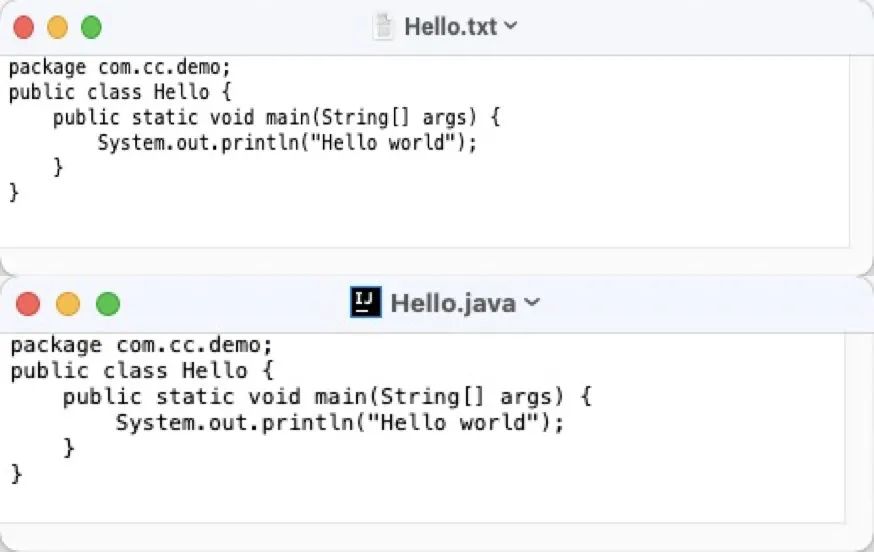 Hello.txt
package com.cc.demo;
public class Hello {
    public static void main(String[] args) {
        System.out.println("Hello world");
    }
}
IJ
Hello.java
package com.cc.demo;
public class Hello {
    public static void main(String[] args) {
        System.out.println("Hello world");
    }
}